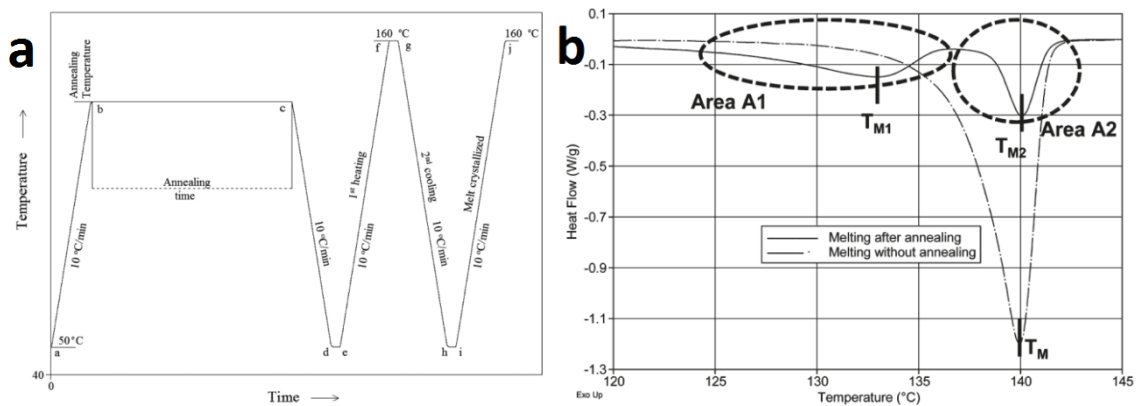 a
Temperature
Annealing
Temperature
160 °C
160 °C
f
g
j
b
c
Annealing
time
10 °C/min
10 °C/min
1st heating
10 °C/min
2nd cooling
10 °C/min
Melt crystallized
10 °C/min
50°C
a
d
e
h
i
40
0
Time
b
0.1
-0.1
-0.3
-0.5
-0.7
-0.9
-1.1
-1.3
Heat Flow (W/g)
Area A1
TM1
TM2
Area A2
Melting after annealing
Melting without annealing
TM
120
125
130
135
140
145
Exo Up
Temperature (°C)